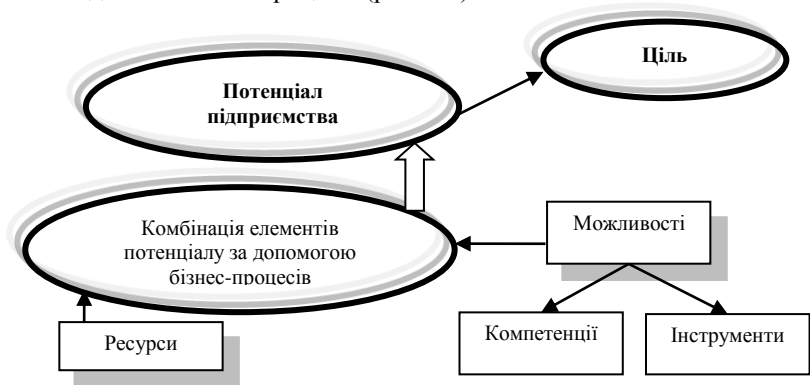 Ціль
Потенціал
підприємства
Комбінація елементів
потенціалу за допомогою
бізнес-процесів
Можливості
Ресурси
Компетенції
Інструменти